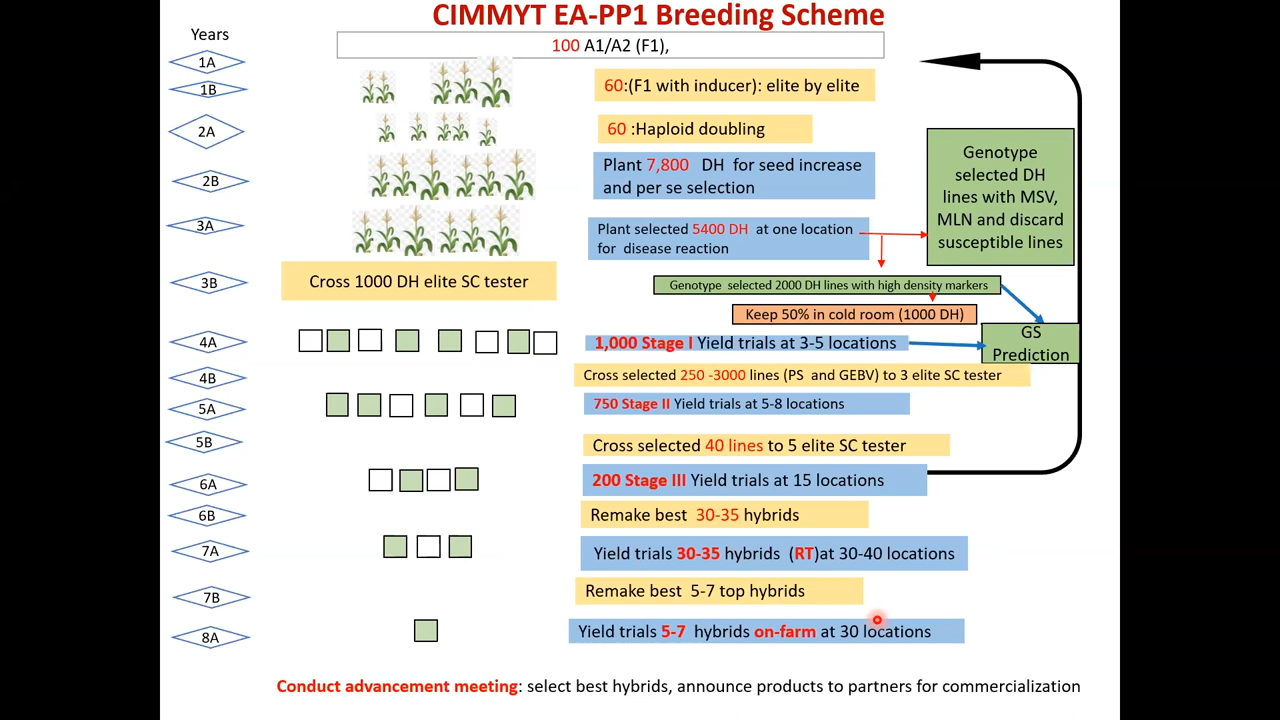 CIMMYT EA-PP1 Breeding Scheme
Years
100 A1/A2 (F1),
1A
1B
60:(F1 with inducer): elite by elite
2A
60 :Haploid doubling
2B
Plant 7,800 DH for seed increase
and per se selection
Genotype
selected DH
lines with MSV,
MLN and discard
susceptible lines
3A
Plant selected 5400 DH at one location
for disease reaction
3B
Cross 1000 DH elite SC tester
Genotype selected 2000 DH lines with high density markers
Keep 50% in cold room (1000 DH)
GS
Prediction
4A
1,000 Stage I Yield trials at 3-5 locations
4B
Cross selected 250 -3000 lines (PS and GEBV) to 3 elite SC tester
5A
750 Stage II Yield trials at 5-8 locations
5B
Cross selected 40 lines to 5 elite SC tester
6A
200 Stage III Yield trials at 15 locations
6B
Remake best 30-35 hybrids
7A
Yield trials 30-35 hybrids (RT)at 30-40 locations
7B
Remake best 5-7 top hybrids
8A
Yield trials 5-7 hybrids on-farm at 30 locations
Conduct advancement meeting: select best hybrids, announce products to partners for commercialization